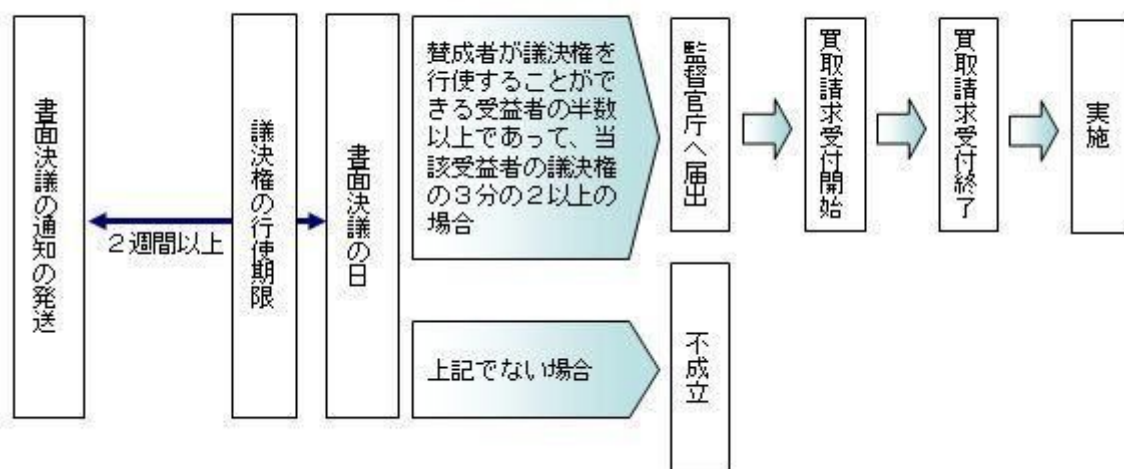 書面決議の通知の発送
２週間以上
議決権の行使期限
書面決議の日
賛成者が議決権を
行使することがで
きる受益者の半数
以上であって、当
該受益者の議決権
の３分の２以上の
場合
監督官庁へ届出
買取請求受付開始
買取請求受付終了
実施
上記でない場合
不成立